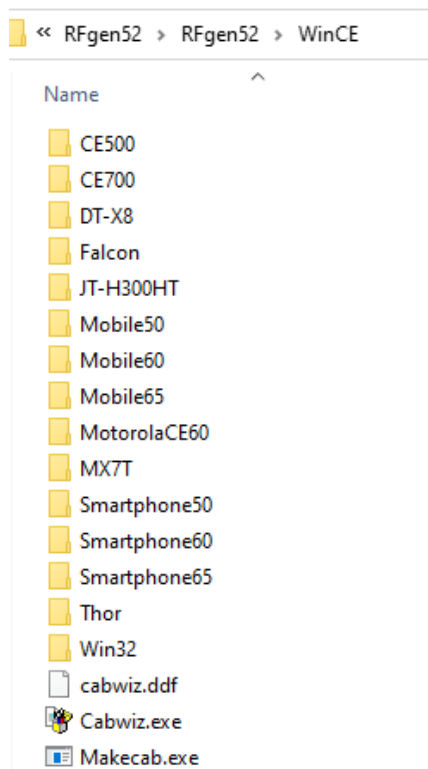 « RFgen52 > RFgen52 > WinCE
Name
CE500
CE700
DT-X8
Falcon
JT-H300HT
Mobile50
Mobile60
Mobile65
MotorolaCE60
MX7T
Smartphone50
Smartphone60
Smartphone65
Thor
Win32
cabwiz.ddf
Cabwiz.exe
Makecab.exe